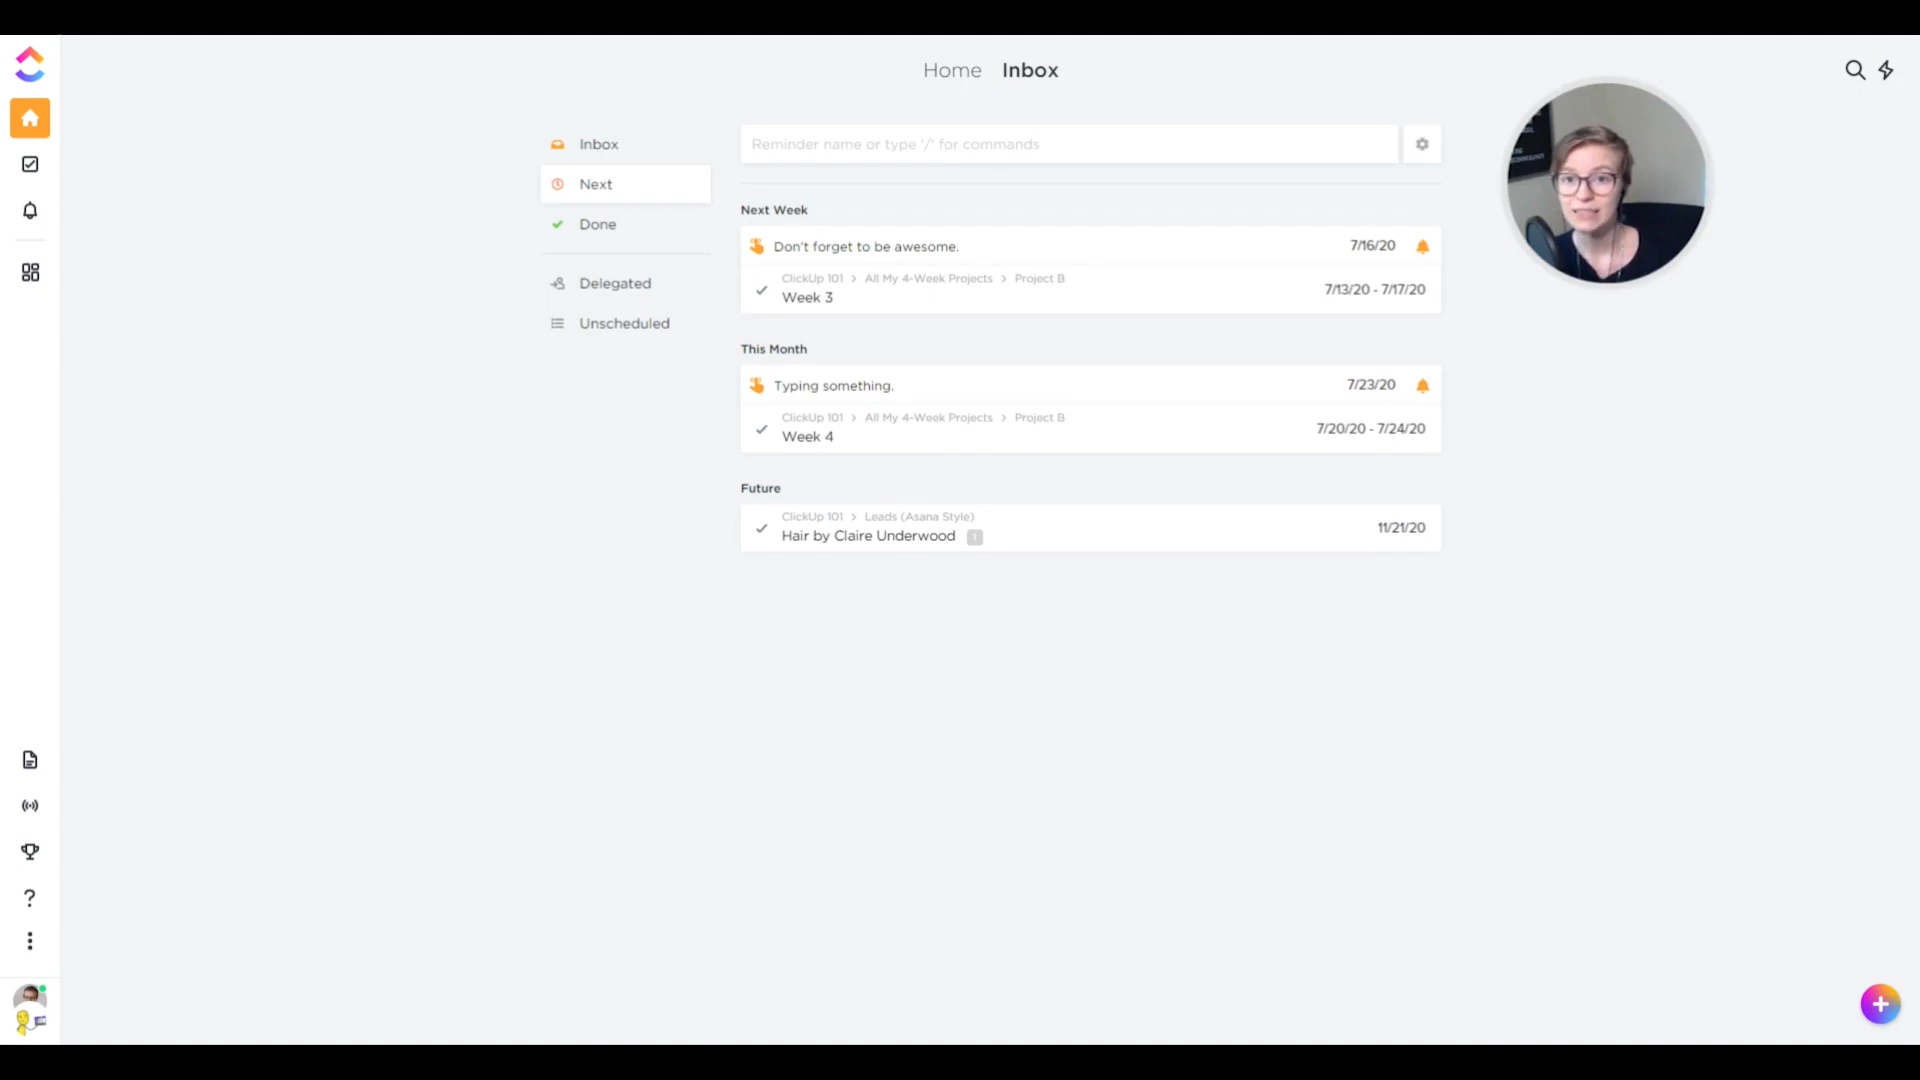 Home Inbox
Inbox
Next
Done
Delegated
Unscheduled
Reminder name or type '/' for commands
Next Week
Don't forget to be awesome. 7/16/20
ClickUp 101 > All My 4-Week Projects > Project B
Week 3 7/13/20 - 7/17/20
This Month
Typing something. 7/23/20
ClickUp 101 > All My 4-Week Projects > Project B
Week 4 7/20/20 - 7/24/20
Future
ClickUp 101 > Leads (Asana Style)
Hair by Claire Underwood 1 11/21/20